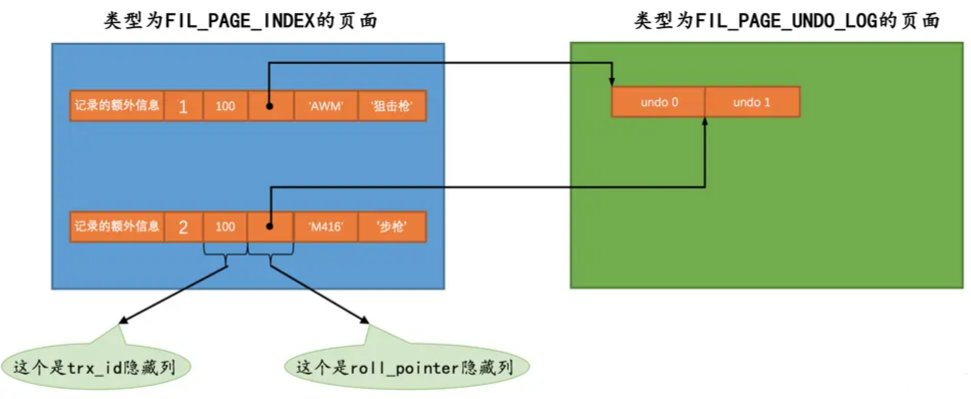 类型为FIL_PAGE_INDEX的页面
类型为FIL_PAGE_UNDO_LOG的页面
记录的额外信息 1 100 'AWM' '狙击枪'
undo 0 undo 1
记录的额外信息 2 100 'M416' '步枪'
这个是trx_id隐藏列
这个是roll_pointer隐藏列